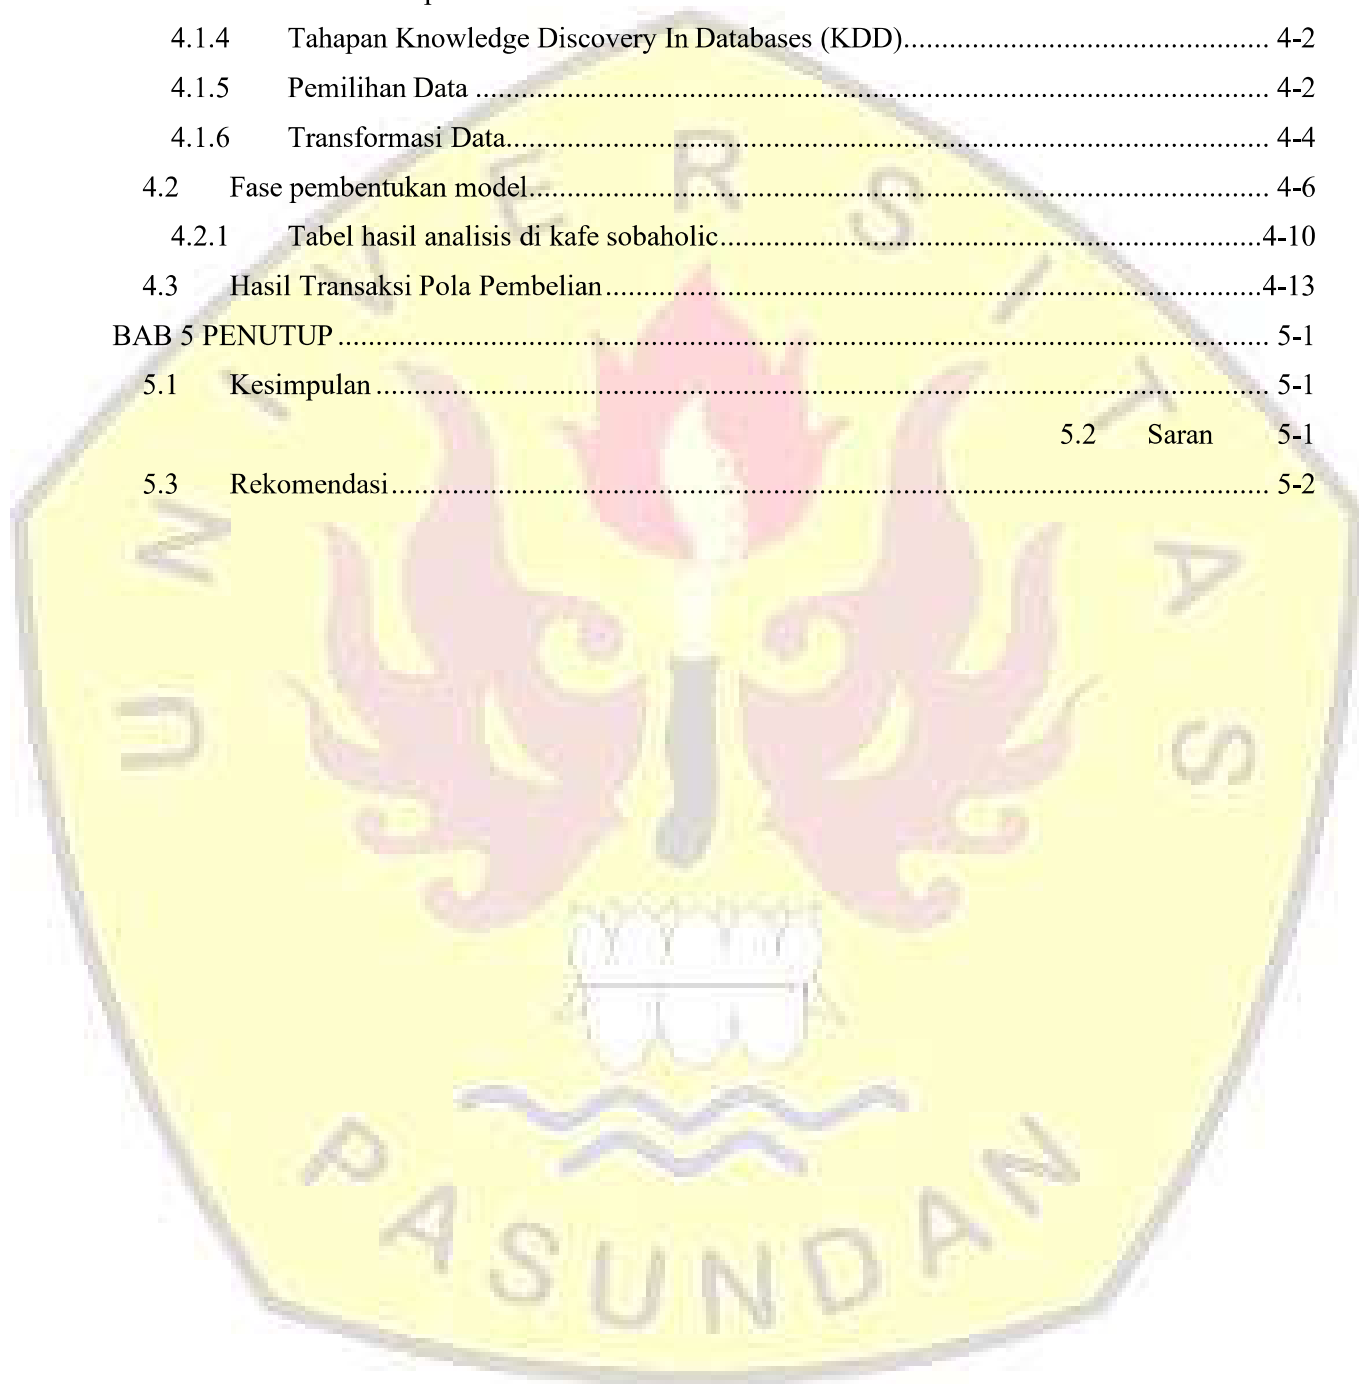 4.1.4 Tahapan Knowledge Discovery In Databases (KDD)................................................ 4-2
4.1.5 Pemilihan Data ........................................................................................................ 4-2
4.1.6 Transformasi Data.................................................................................................... 4-4
4.2 Fase pembentukan model................................................................................................. 4-6
4.2.1 Tabel hasil analisis di kafe sobaholic.......................................................................4-10
4.3 Hasil Transaksi Pola Pembelian......................................................................................4-13
BAB 5 PENUTUP .......................................................................................................................... 5-1
5.1 Kesimpulan ..................................................................................................................... 5-1
5.2 Saran 5-1
5.3 Rekomendasi................................................................................................................... 5-2
UNIVERSITAS
PASUNDAN